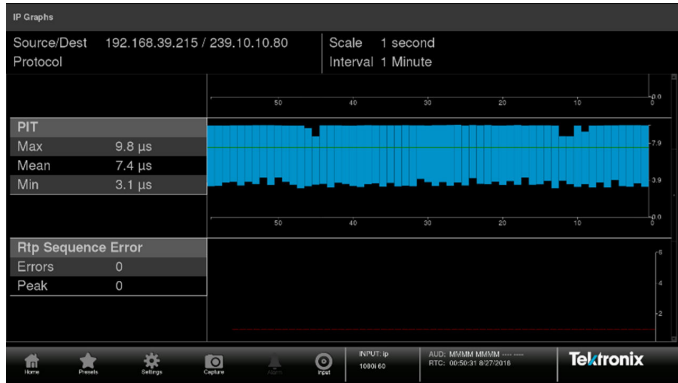 IP Graphs
Source/Dest 192.168.39.215 / 239.10.10.80
Protocol
Scale 1 second
Interval 1 Minute
0.0
50 40 30 20 10 0
PIT
Max 9.8 µs
Mean 7.4 µs
Min 3.1 µs
7.9
3.9
0.0
50 40 30 20 10 0
Rtp Sequence Error
Errors 0
Peak 0
6
4
2
Home
Presets
Settings
Capture
Input
INPUT: ip
1080i 60
AUD: MMMM MMMM ---- ----
RTC: 00:50:31 8/27/2016
Tektronix